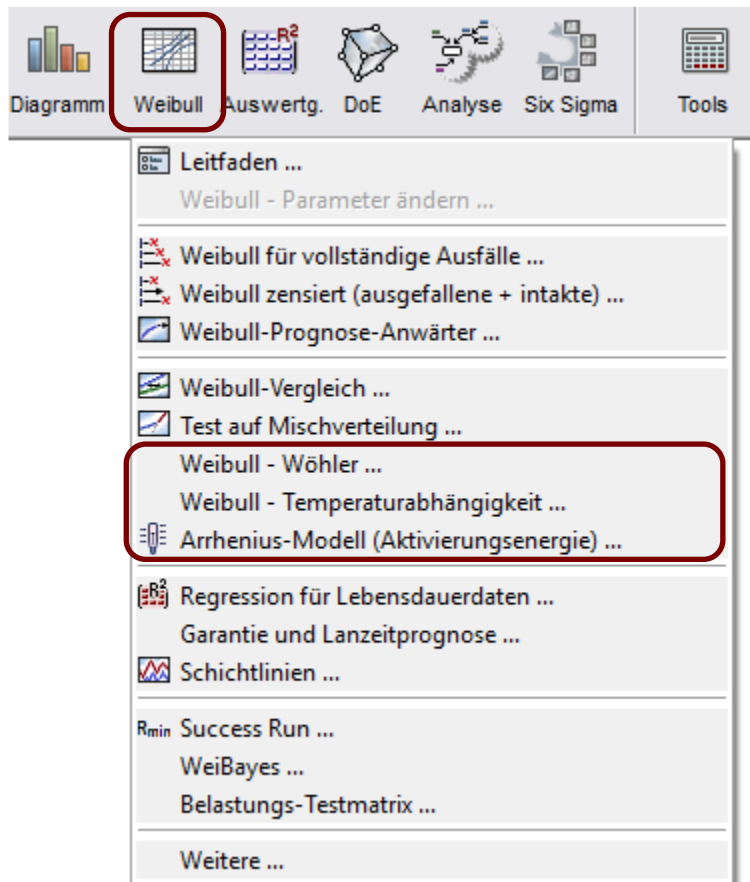 Diagramm Weibull Auswertg. DoE Analyse Six Sigma Tools
Leitfaden ...
Weibull - Parameter ändern ...
Weibull für vollständige Ausfälle ...
Weibull zensiert (ausgefallene + intakte) ...
Weibull-Prognose-Anwärter ...
Weibull-Vergleich ...
Test auf Mischverteilung ...
Weibull - Wöhler ...
Weibull - Temperaturabhängigkeit ...
Arrhenius-Modell (Aktivierungsenergie) ...
R² Regression für Lebensdauerdaten ...
Garantie und Lanzeitprognose ...
Schichtlinien ...
Rmin Success Run ...
WeiBayes ...
Belastungs-Testmatrix ...
Weitere ...